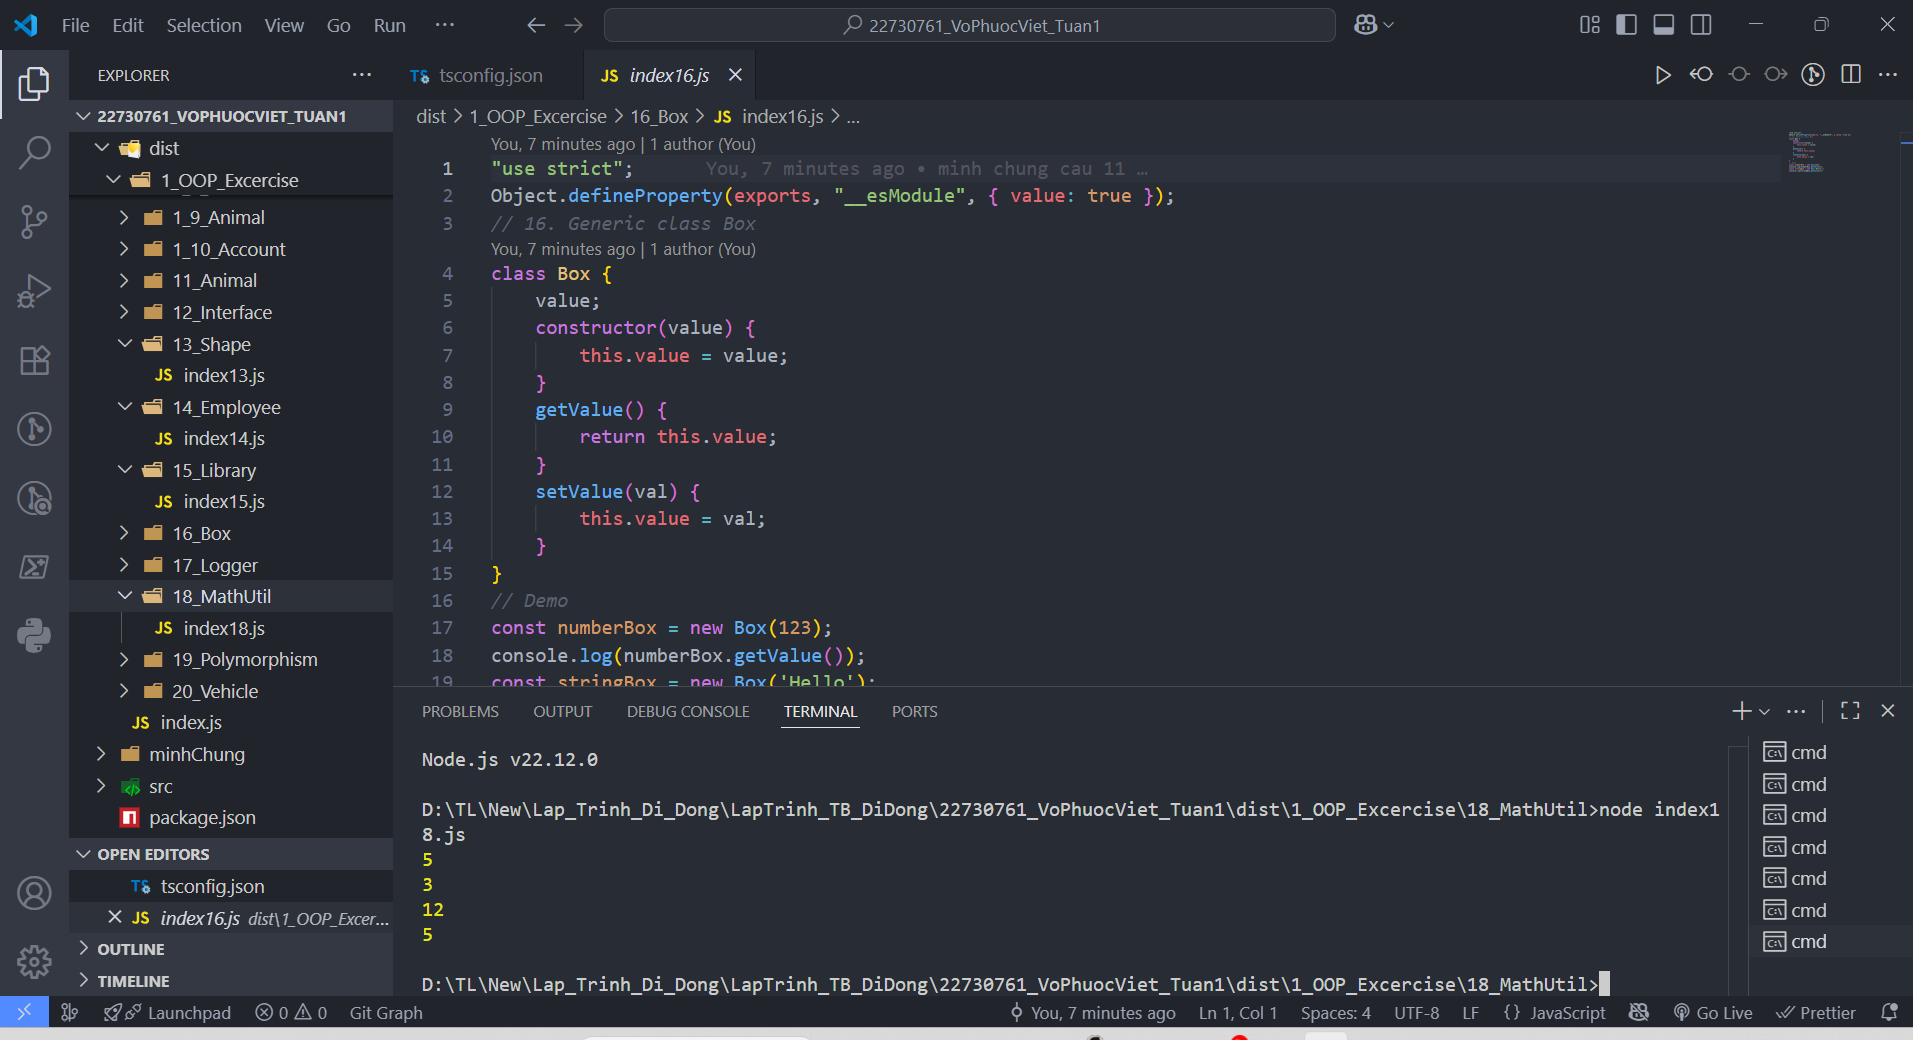 File Edit Selection View Go Run ...
22730761_VoPhuocViet_Tuan1
EXPLORER
22730761_VOPHUOCVIET_TUAN1
dist
1_OOP_Excercise
1_9_Animal
1_10_Account
11_Animal
12_Interface
13_Shape
JS index13.js
14_Employee
JS index14.js
15_Library
JS index15.js
16_Box
17_Logger
18_MathUtil
JS index18.js
19_Polymorphism
20_Vehicle
JS index.js
minhChung
src
package.json
OPEN EDITORS
TS tsconfig.json
JS index16.js dist\1_OOP_Excer...
OUTLINE
TIMELINE
TS tsconfig.json
JS index16.js
dist > 1_OOP_Excercise > 16_Box > JS index16.js > ...
You, 7 minutes ago | 1 author (You)
1 "use strict"; You, 7 minutes ago • minh chung cau 11 …
2 Object.defineProperty(exports, "__esModule", { value: true });
3 // 16. Generic class Box
You, 7 minutes ago | 1 author (You)
4 class Box {
5 value;
6 constructor(value) {
7 this.value = value;
8 }
9 getValue() {
10 return this.value;
11 }
12 setValue(val) {
13 this.value = val;
14 }
15 }
16 // Demo
17 const numberBox = new Box(123);
18 console.log(numberBox.getValue());
19 const stringBox = new Box('Hello');
PROBLEMS OUTPUT DEBUG CONSOLE TERMINAL PORTS
Node.js v22.12.0
D:\TL\New\Lap_Trinh_Di_Dong\LapTrinh_TB_DiDong\22730761_VoPhuocViet_Tuan1\dist\1_OOP_Excercise\18_MathUtil>node index1
8.js
5
3
12
5
D:\TL\New\Lap_Trinh_Di_Dong\LapTrinh_TB_DiDong\22730761_VoPhuocViet_Tuan1\dist\1_OOP_Excercise\18_MathUtil>
cmd
cmd
cmd
cmd
cmd
cmd
cmd
Launchpad 0 0 Git Graph You, 7 minutes ago Ln 1, Col 1 Spaces: 4 UTF-8 LF {} JavaScript Go Live Prettier